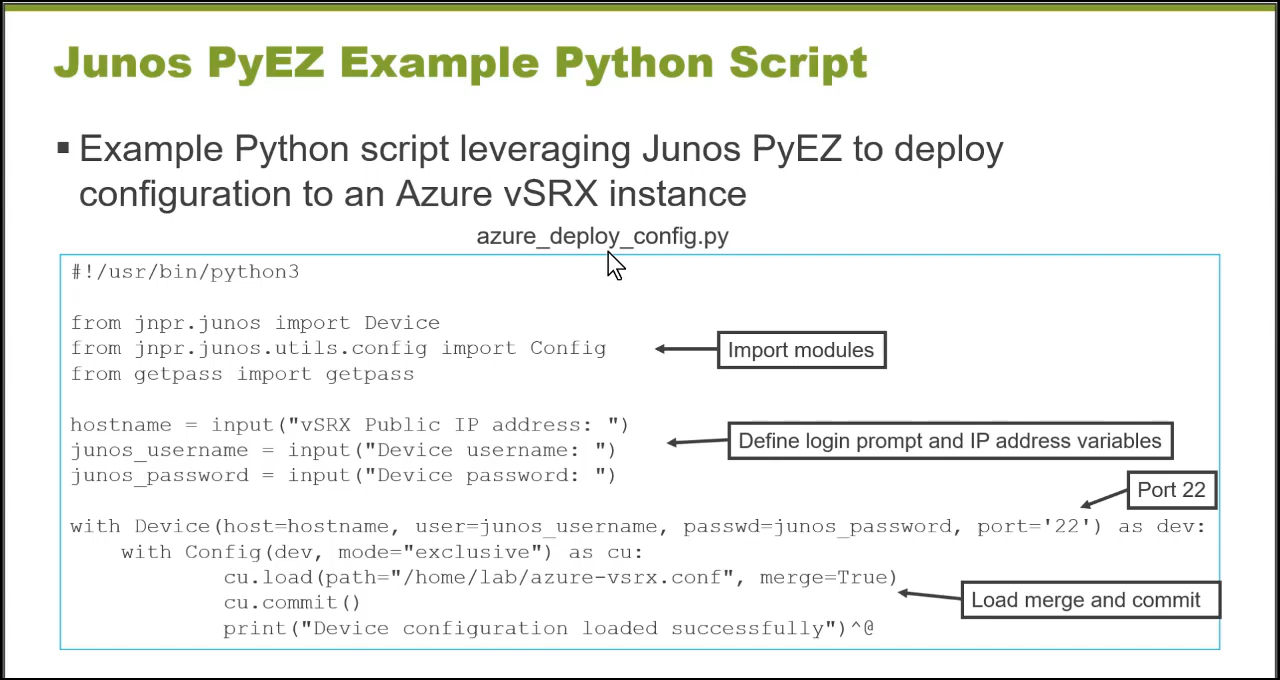 Junos PyEZ Example Python Script
▪ Example Python script leveraging Junos PyEZ to deploy
configuration to an Azure vSRX instance
azure_deploy_config.py
#!/usr/bin/python3
from jnpr.junos import Device
from jnpr.junos.utils.config import Config
from getpass import getpass
Import modules
hostname = input("vSRX Public IP address: ")
junos_username = input("Device username: ")
junos_password = input("Device password: ")
Define login prompt and IP address variables
Port 22
with Device(host=hostname, user=junos_username, passwd=junos_password, port='22') as dev:
    with Config(dev, mode="exclusive") as cu:
            cu.load(path="/home/lab/azure-vsrx.conf", merge=True)
            cu.commit()
            print("Device configuration loaded successfully")^@
Load merge and commit